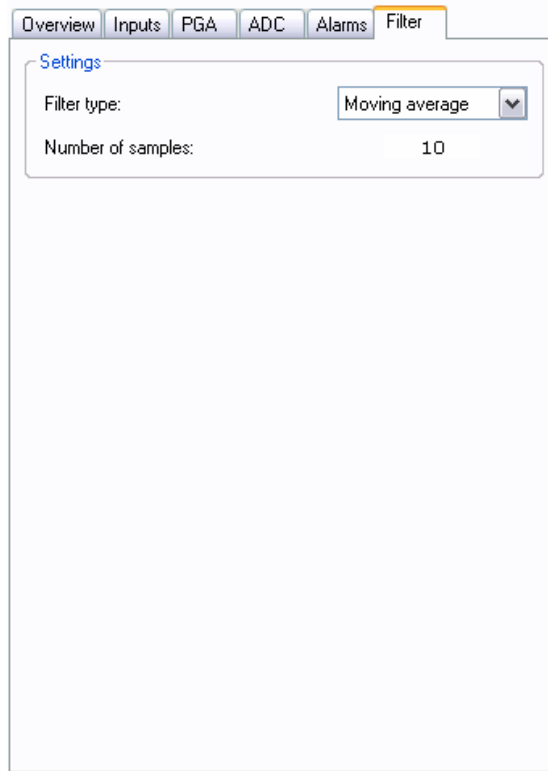 Overview Inputs PGA ADC Alarms Filter
Settings
Filter type: Moving average
Number of samples: 10